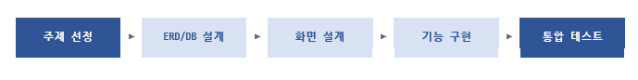 주제 선정 ▶ ERD/DB 설계 ▶ 화면 설계 ▶ 기능 구현 ▶ 통합 테스트